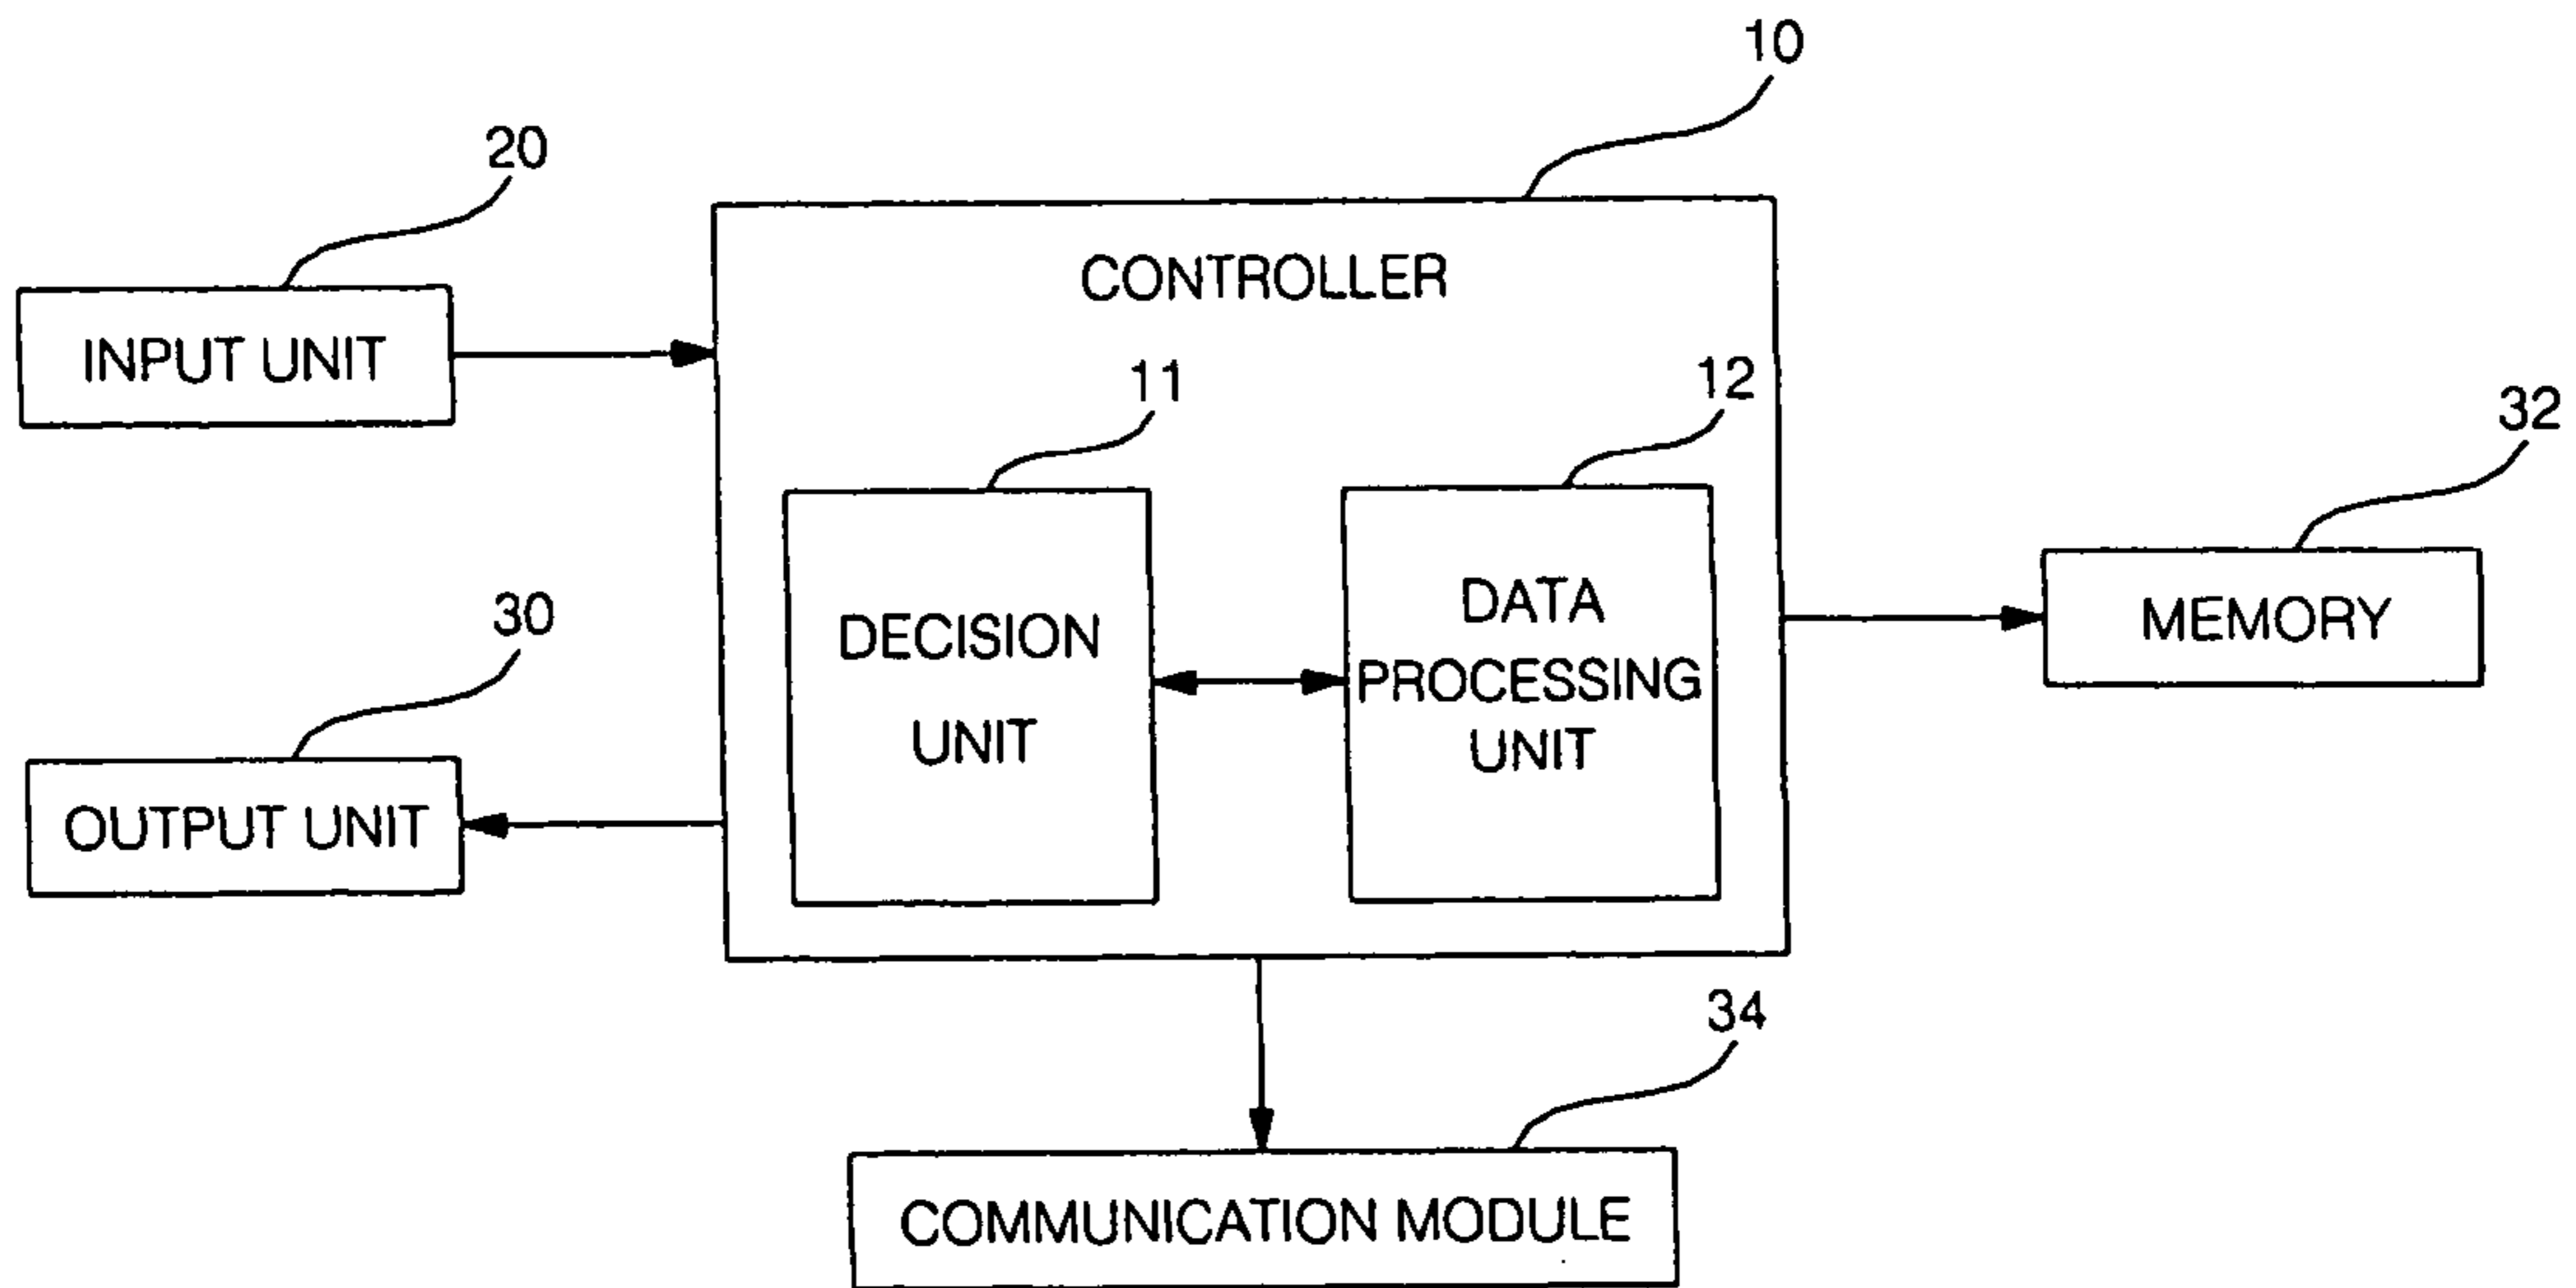 10
20
CONTROLLER
INPUT UNIT
11
12
32
DECISION
UNIT
DATA
PROCESSING
UNIT
MEMORY
30
OUTPUT UNIT
34
COMMUNICATION MODULE